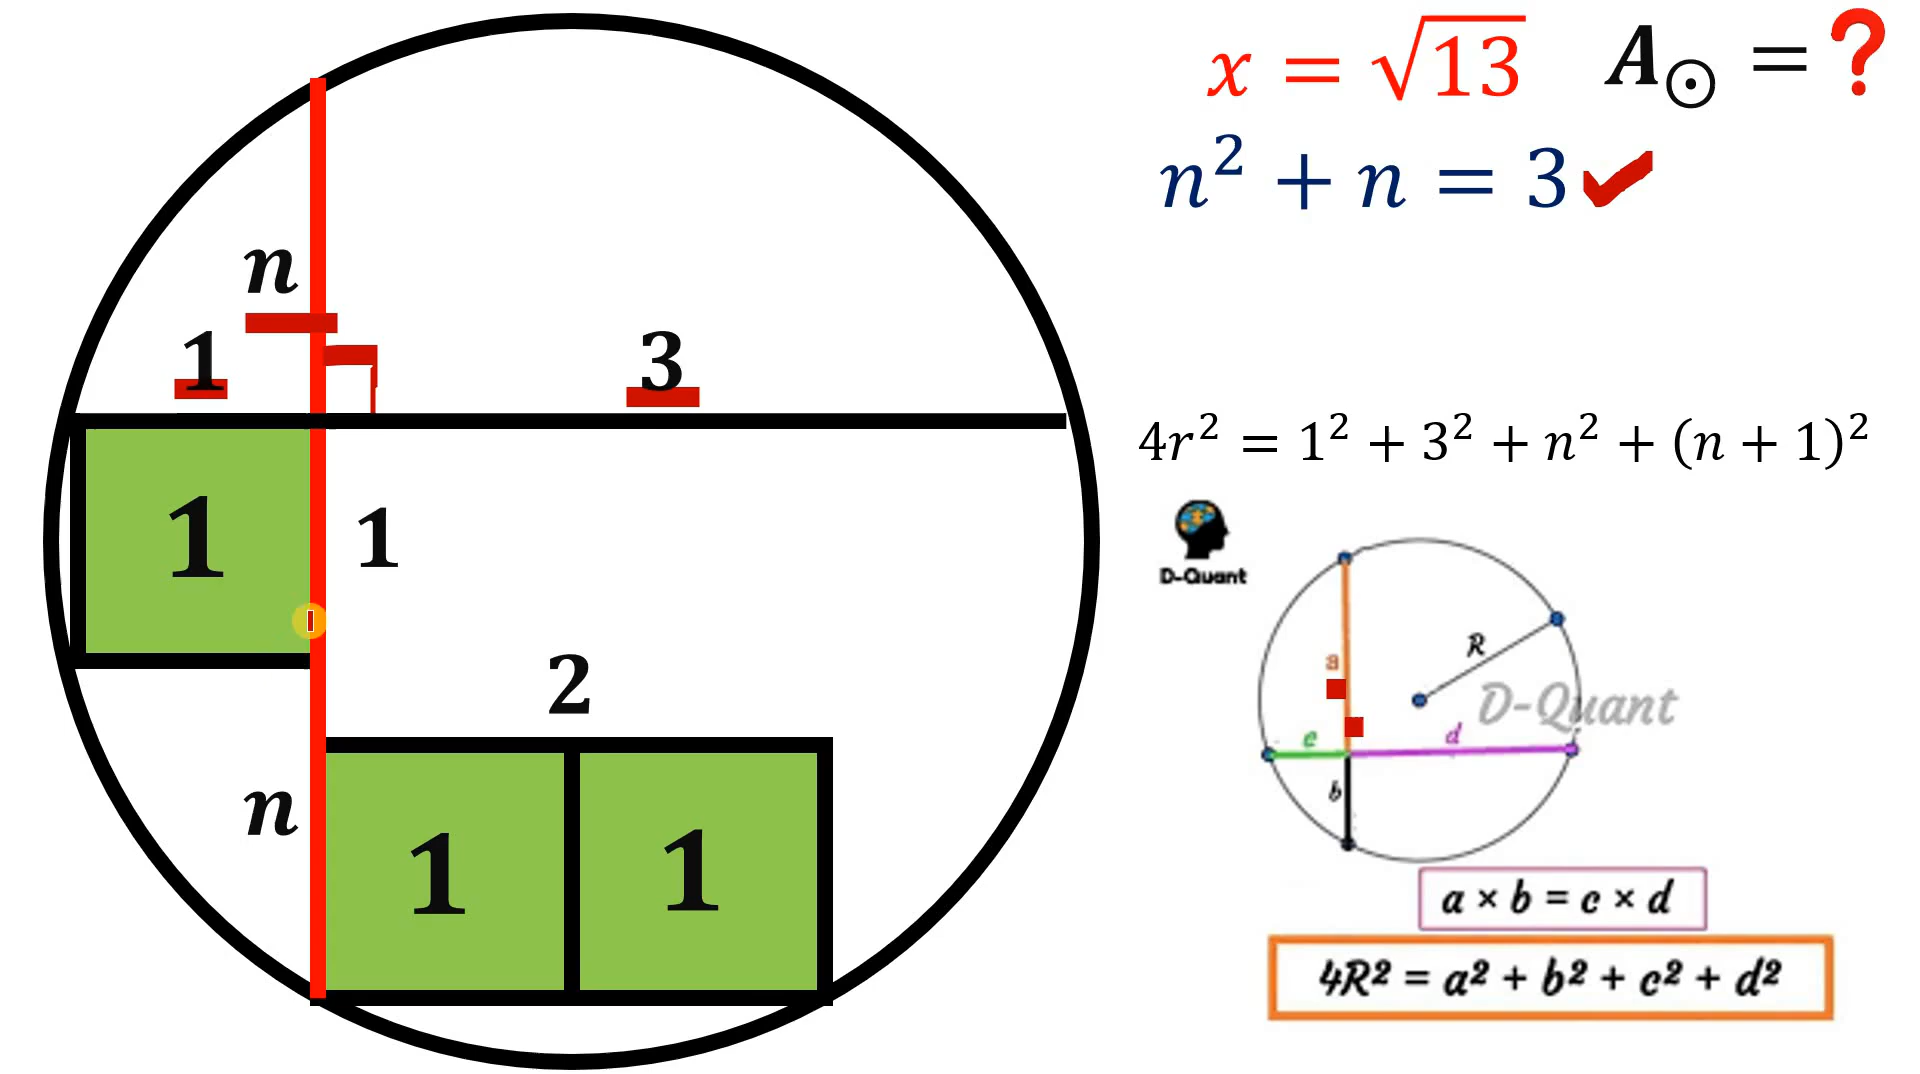 x = √13 A⊙ = ?
n² + n = 3✓
n
1 3
1 1
2
n
1 1
4r² = 1² + 3² + n² + (n + 1)²
D-Quant
R
a
D-Quant
c d
b
a × b = c × d
4R² = a² + b² + c² + d²